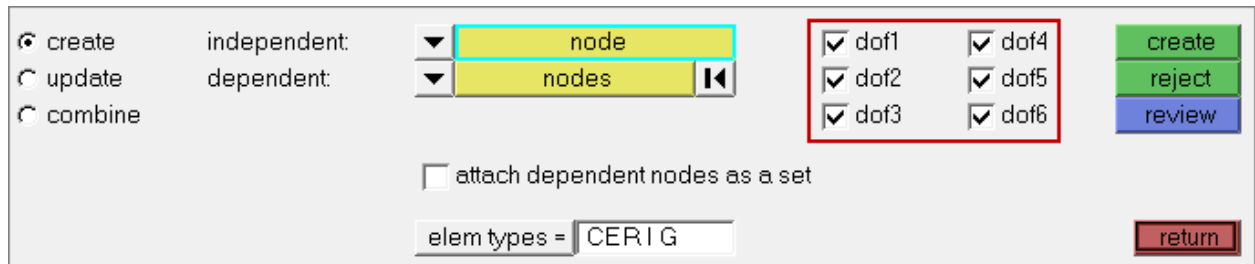 create independent: node dof1 dof4 create
update dependent: nodes dof2 dof5 reject
combine dof3 dof6 review
attach dependent nodes as a set
elem types = CERIG return